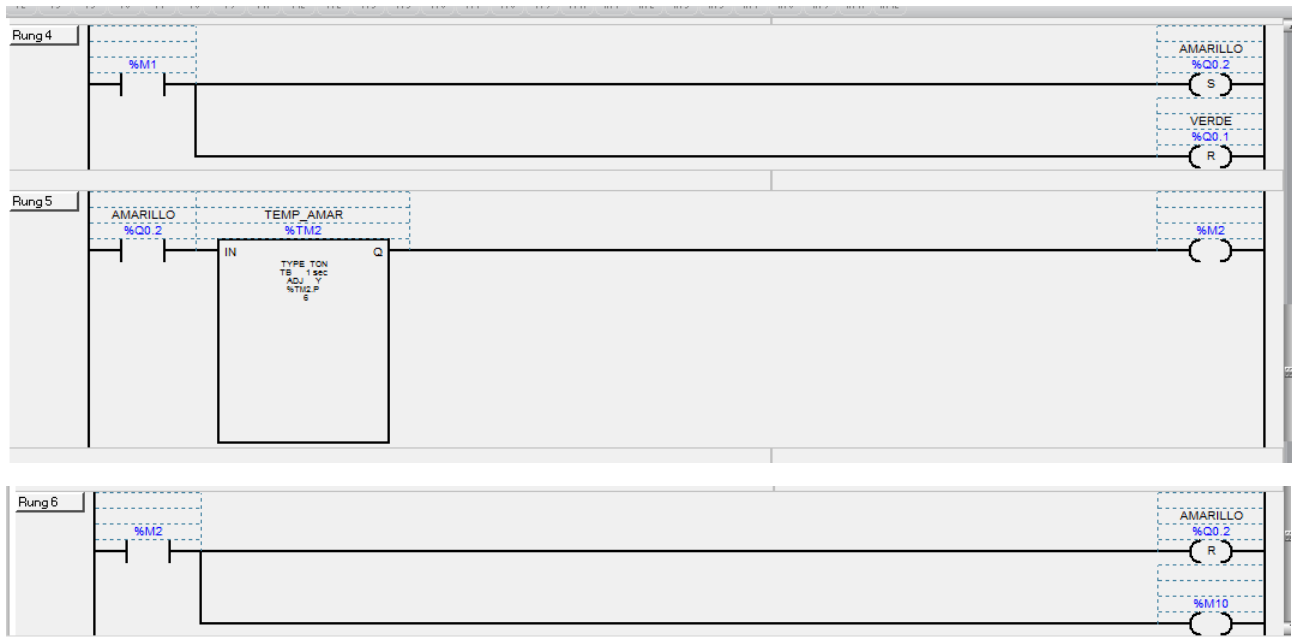 Rung 4
%M1
AMARILLO
%Q0.2
S
VERDE
%Q0.1
R
Rung 5
AMARILLO
%Q0.2
TEMP_AMAR
%TM2
IN
Q
TYPE TON
TB 1 sec
ADJ Y
%TM2.P
6
%M2
Rung 6
%M2
AMARILLO
%Q0.2
R
%M10